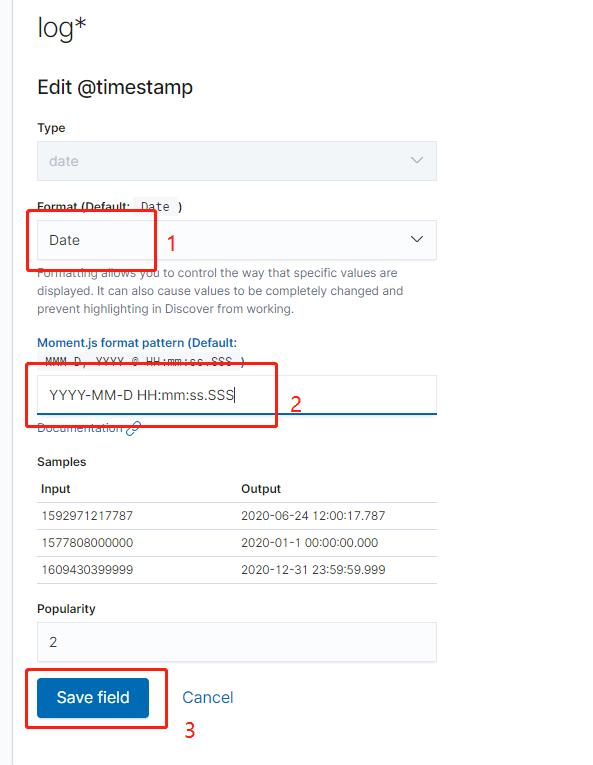 log*
Edit @timestamp
Type
date
Format (Default: Date )
Date
1
Formatting allows you to control the way that specific values are
displayed. It can also cause values to be completely changed and
prevent highlighting in Discover from working.
Moment.js format pattern (Default:
MMM D, YYYY @ HH:mm:ss.SSS )
YYYY-MM-D HH:mm:ss.SSS
2
Documentation
Samples
Input Output
1592971217787 2020-06-24 12:00:17.787
1577808000000 2020-01-1 00:00:00.000
1609430399999 2020-12-31 23:59:59.999
Popularity
2
Save field Cancel
3